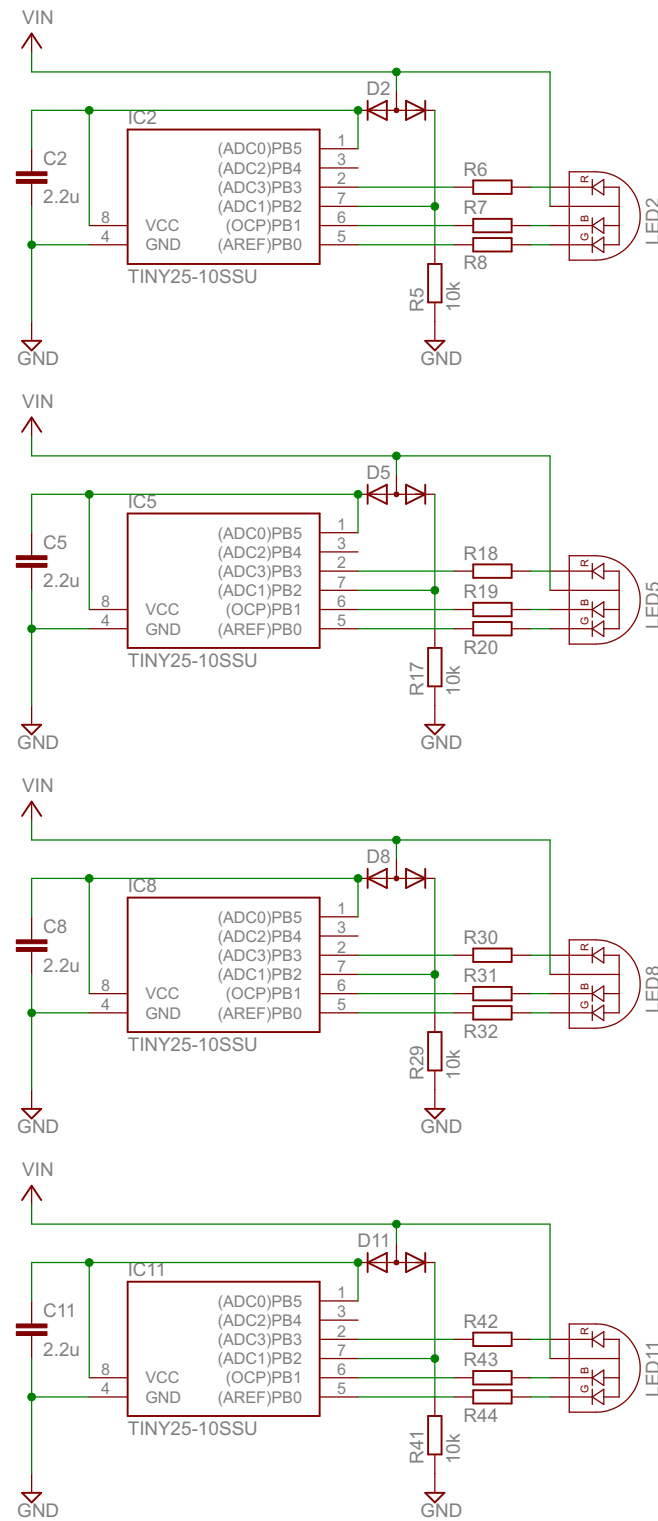 VIN
D2
IC2
C2
2.2u
(ADC0)PB5 1
(ADC2)PB4 3
(ADC3)PB3 2
(ADC1)PB2 7
8 VCC (OCP)PB1 6
4 GND (AREF)PB0 5
TINY25-10SSU
R6
R7
R8
R
B
G
LED2
R5
10k
GND
GND
VIN
D5
IC5
C5
2.2u
(ADC0)PB5 1
(ADC2)PB4 3
(ADC3)PB3 2
(ADC1)PB2 7
8 VCC (OCP)PB1 6
4 GND (AREF)PB0 5
TINY25-10SSU
R18
R19
R20
R
B
G
LED5
R17
10k
GND
GND
VIN
D8
IC8
C8
2.2u
(ADC0)PB5 1
(ADC2)PB4 3
(ADC3)PB3 2
(ADC1)PB2 7
8 VCC (OCP)PB1 6
4 GND (AREF)PB0 5
TINY25-10SSU
R30
R31
R32
R
B
G
LED8
R29
10k
GND
GND
VIN
D11
IC11
C11
2.2u
(ADC0)PB5 1
(ADC2)PB4 3
(ADC3)PB3 2
(ADC1)PB2 7
8 VCC (OCP)PB1 6
4 GND (AREF)PB0 5
TINY25-10SSU
R42
R43
R44
R
B
G
LED11
R41
10k
GND
GND